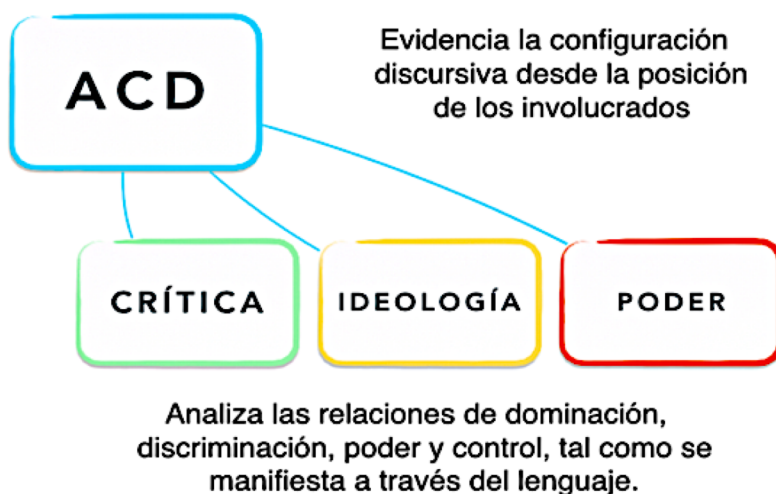 ACD
Evidencia la configuración
discursiva desde la posición
de los involucrados
CRÍTICA
IDEOLOGÍA
PODER
Analiza las relaciones de dominación,
discriminación, poder y control, tal como se
manifiesta a través del lenguaje.